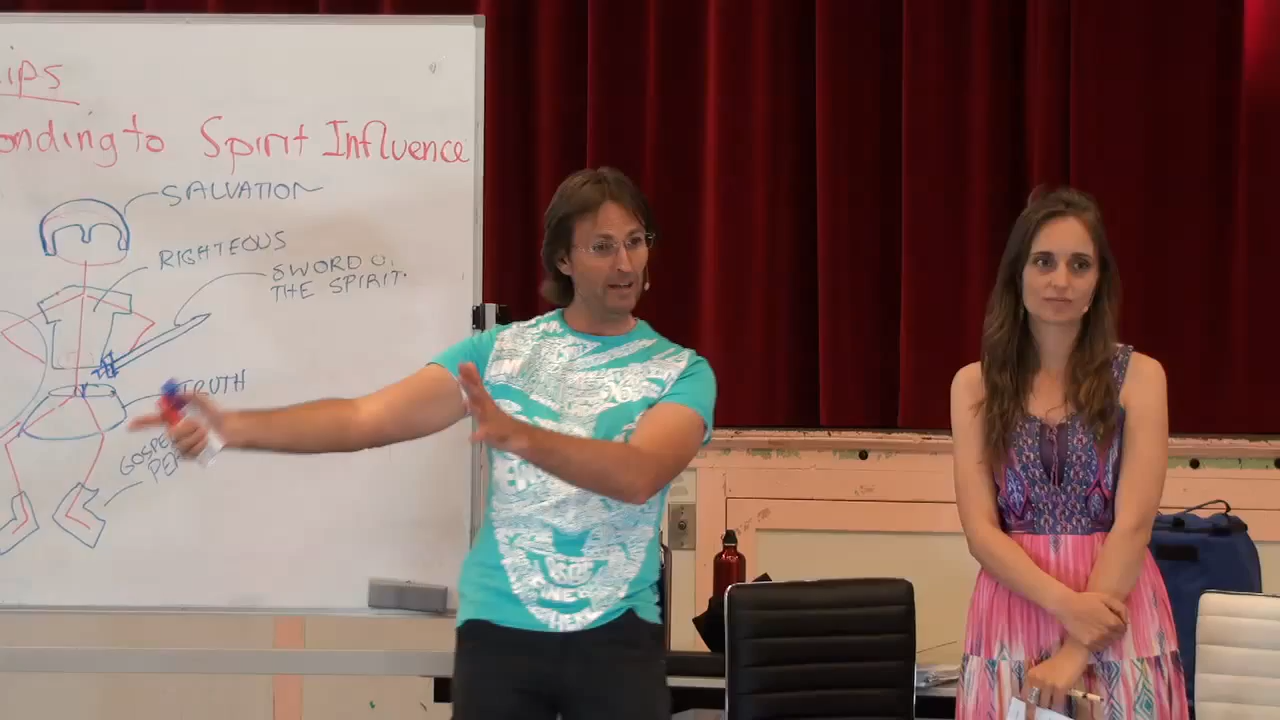 ips
onding to Spirit Influence
SALVATION
RIGHTEOUS
SWORD O
THE SPIRIT.
TRUTH
GOSPE
PE